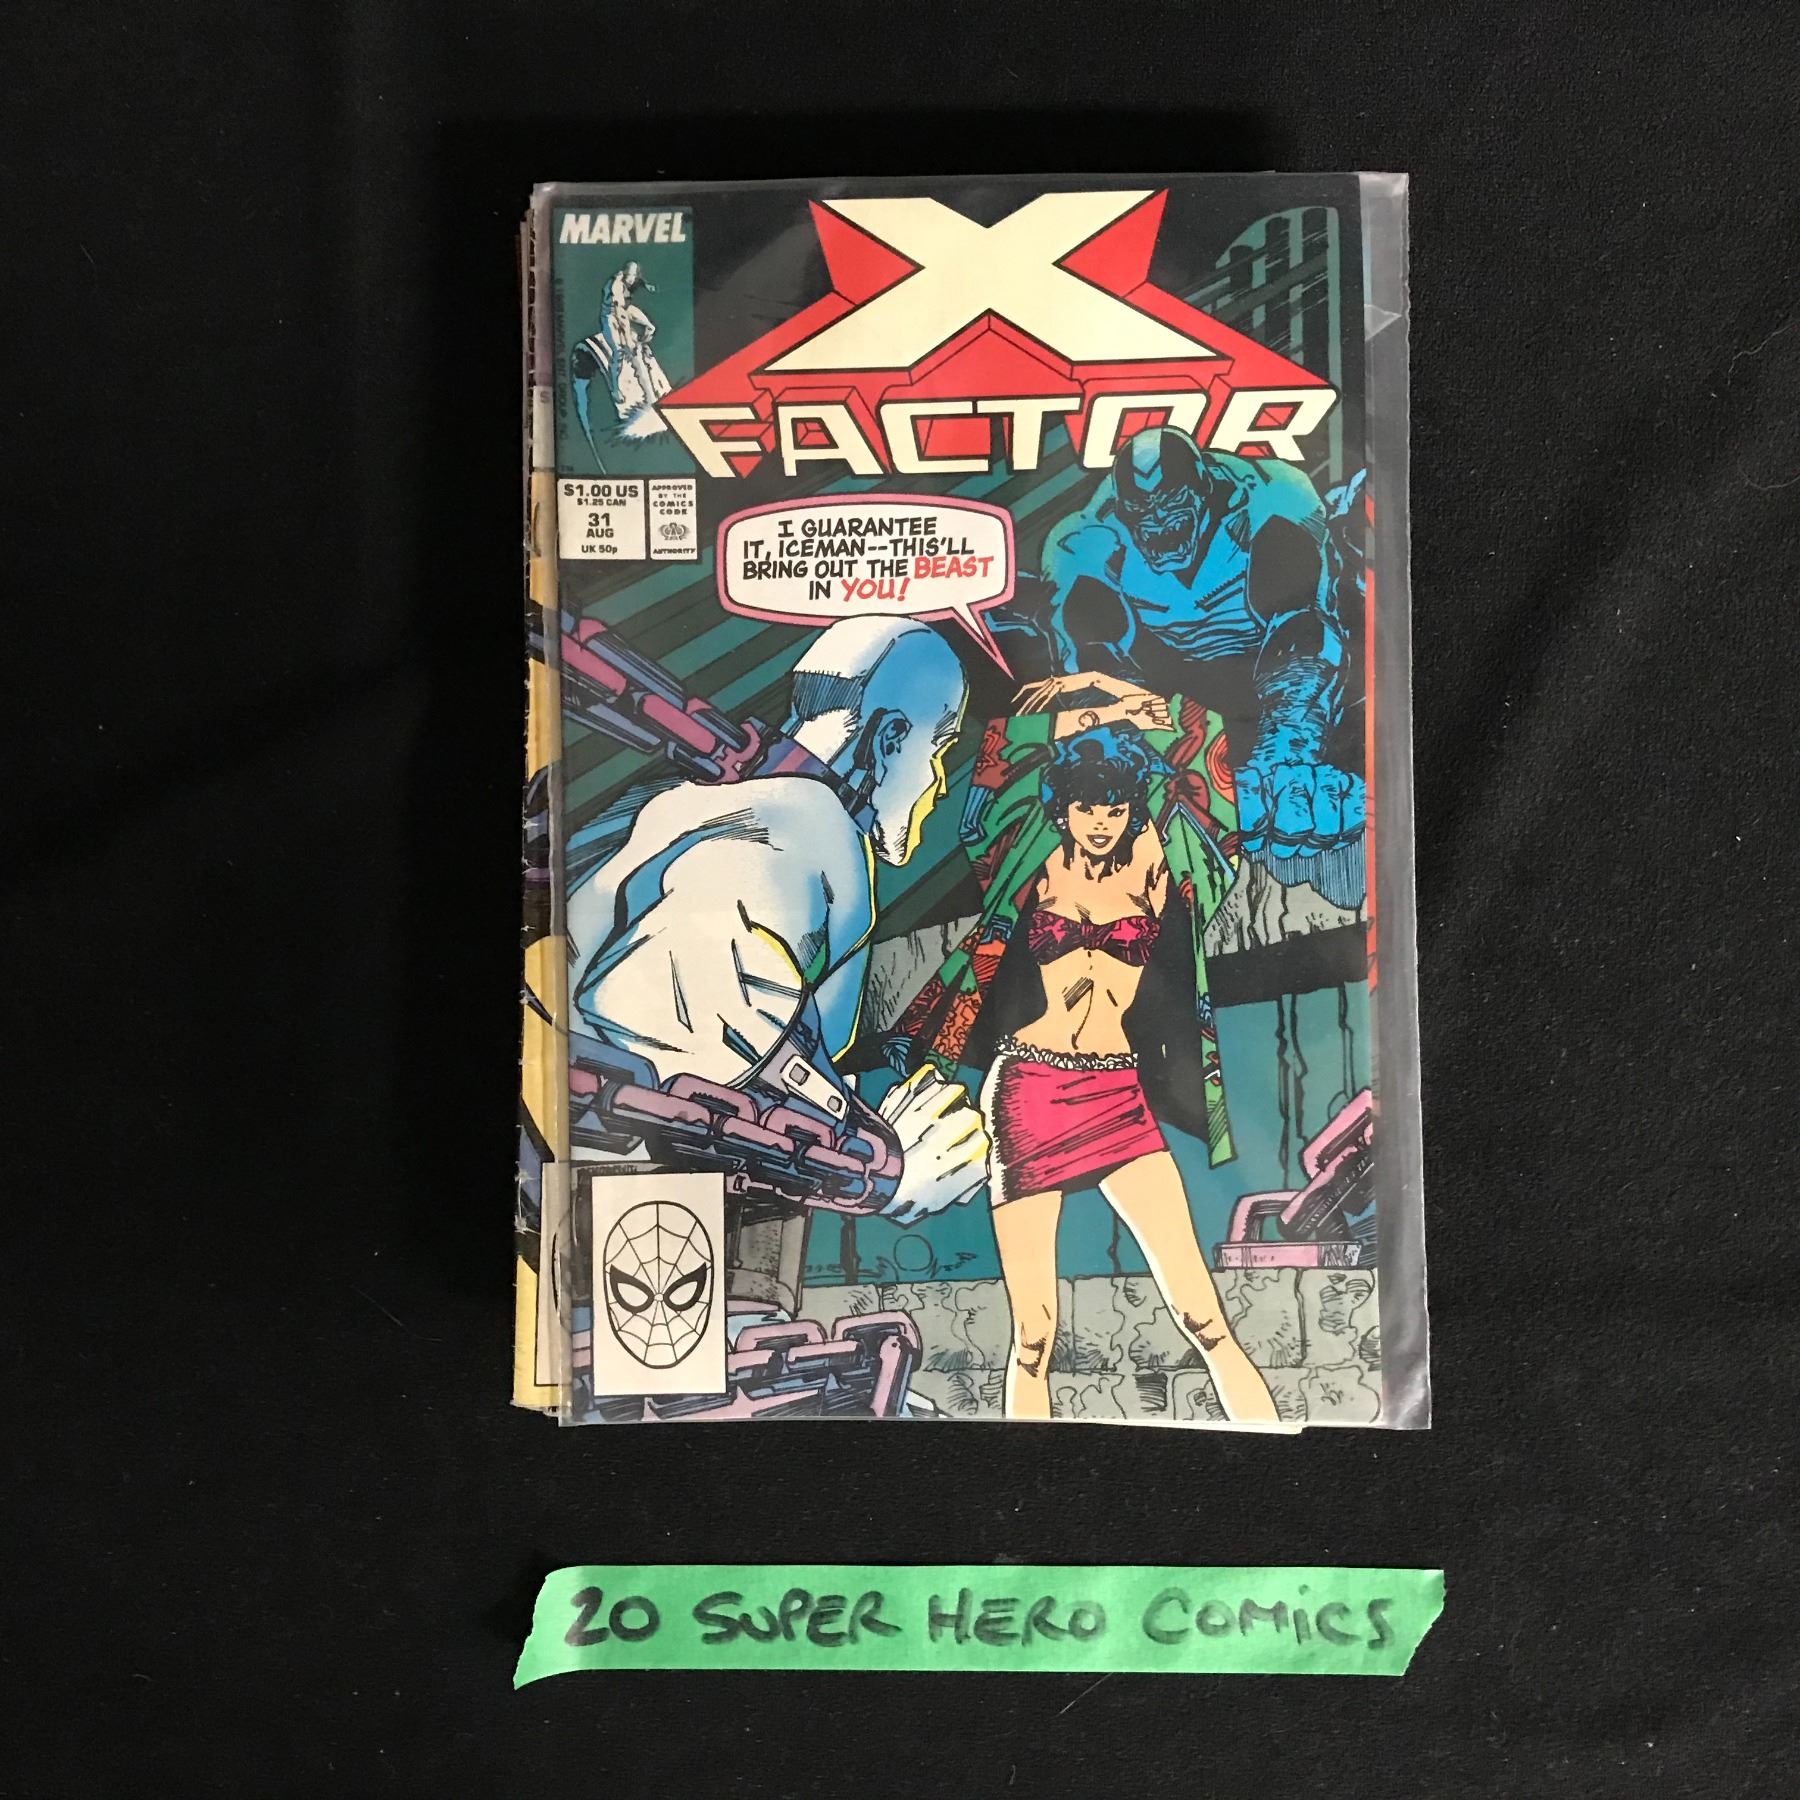 MARVEL
X
FACTOR
$1.00 US
$1.25 CAN
31
AUG
UK 50p
APPROVED
BY THE
COMICS
CODE
AUTHORITY
I GUARANTEE
IT, ICEMAN--THIS'LL
BRING OUT THE BEAST
IN YOU!
20 SUPER HERO COMICS